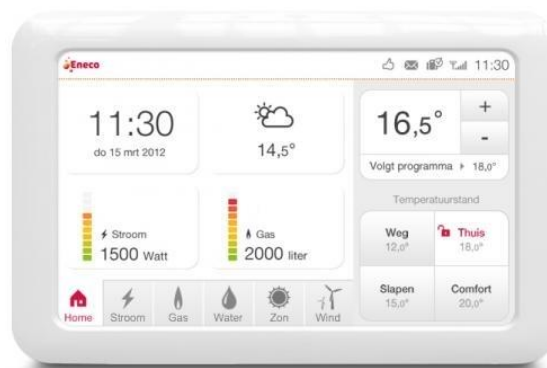 Eneco
11:30
11:30
do 15 mrt 2012
14,5°
16,5°
+
-
Volgt programma 18,0°
Temperatuurstand
Stroom
1500 Watt
Gas
2000 liter
Weg
12,0°
Thuis
18,0°
Slapen
15,0°
Comfort
20,0°
Home
Stroom
Gas
Water
Zon
Wind